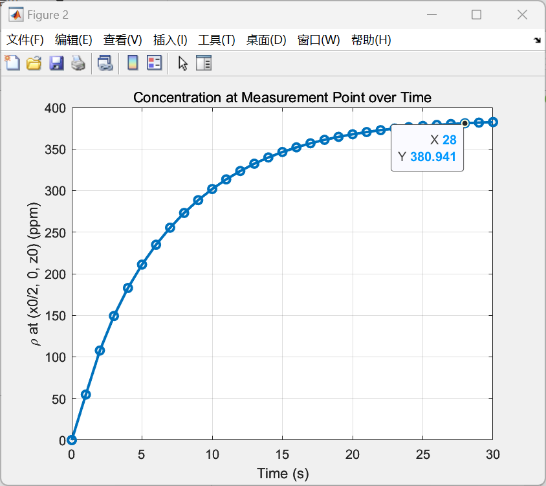 Figure 2
文件(F) 编辑(E) 查看(V) 插入(I) 工具(T) 桌面(D) 窗口(W) 帮助(H)
Concentration at Measurement Point over Time
400
350
300
250
200
150
100
50
0
ρ at (x0/2, 0, z0) (ppm)
X 28
Y 380.941
0 5 10 15 20 25 30
Time (s)